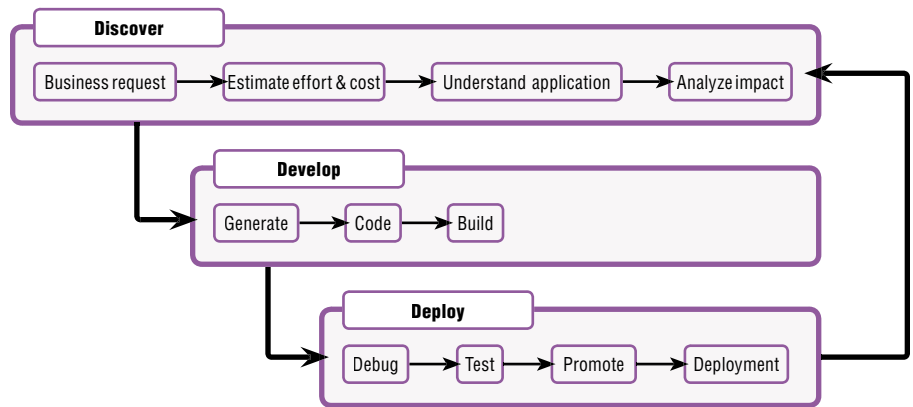 Discover
Business request
Estimate effort & cost
Understand application
Analyze impact
Develop
Generate
Code
Build
Deploy
Debug
Test
Promote
Deployment